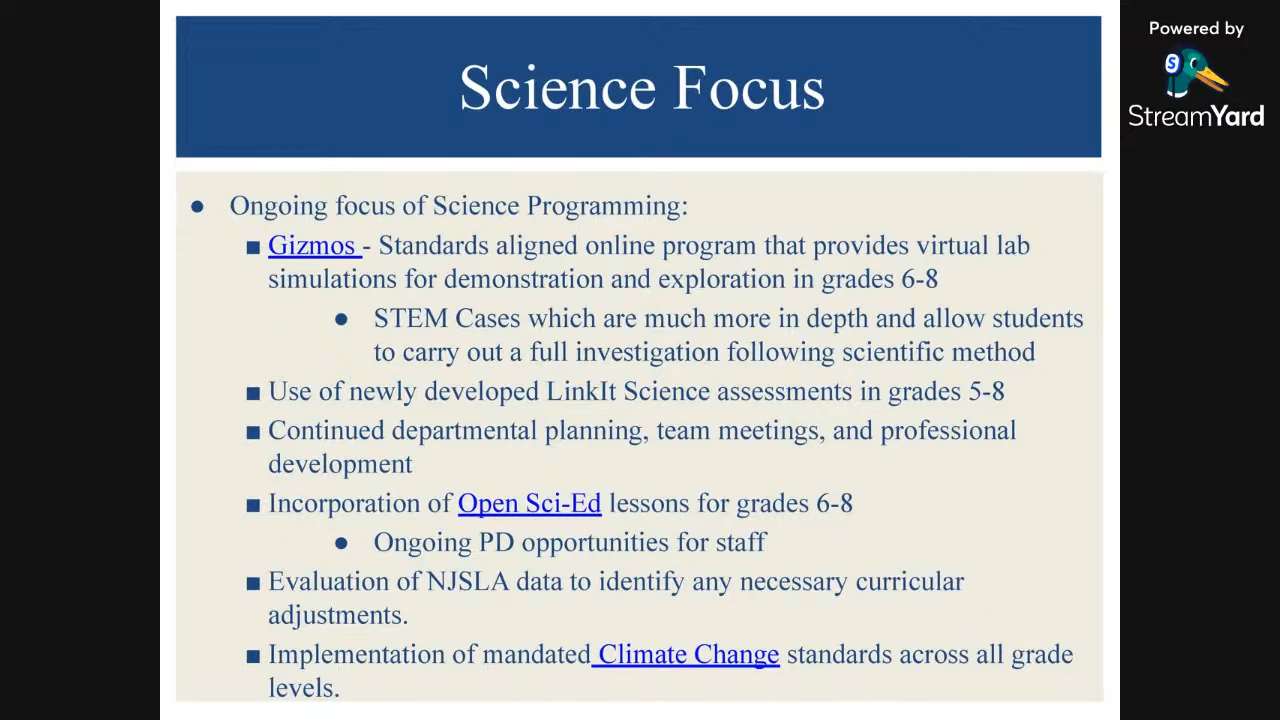 Science Focus
Powered by
StreamYard
● Ongoing focus of Science Programming:
■ Gizmos - Standards aligned online program that provides virtual lab
simulations for demonstration and exploration in grades 6-8
● STEM Cases which are much more in depth and allow students
to carry out a full investigation following scientific method
■ Use of newly developed LinkIt Science assessments in grades 5-8
■ Continued departmental planning, team meetings, and professional
development
■ Incorporation of Open Sci-Ed lessons for grades 6-8
● Ongoing PD opportunities for staff
■ Evaluation of NJSLA data to identify any necessary curricular
adjustments.
■ Implementation of mandated Climate Change standards across all grade
levels.